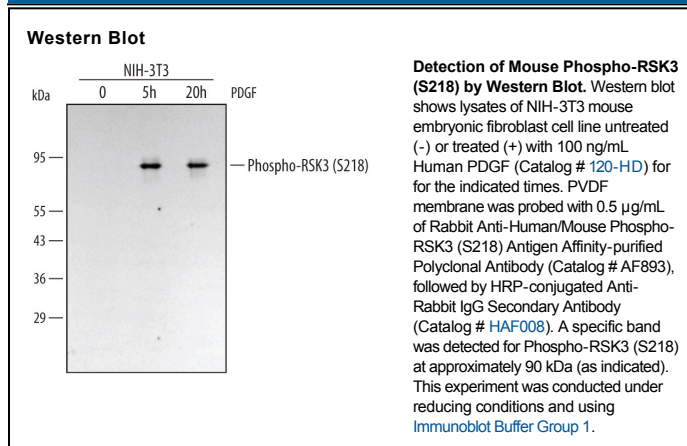 Western Blot
NIH-3T3
kDa 0 5h 20h PDGF
95
Phospho-RSK3 (S218)
55
43
36
29
Detection of Mouse Phospho-RSK3
(S218) by Western Blot. Western blot
shows lysates of NIH-3T3 mouse
embryonic fibroblast cell line untreated
(-) or treated (+) with 100 ng/mL
Human PDGF (Catalog # 120-HD) for
for the indicated times. PVDF
membrane was probed with 0.5 µg/mL
of Rabbit Anti-Human/Mouse Phospho-
RSK3 (S218) Antigen Affinity-purified
Polyclonal Antibody (Catalog # AF893),
followed by HRP-conjugated Anti-
Rabbit IgG Secondary Antibody
(Catalog # HAF008). A specific band
was detected for Phospho-RSK3 (S218)
at approximately 90 kDa (as indicated).
This experiment was conducted under
reducing conditions and using
Immunoblot Buffer Group 1.